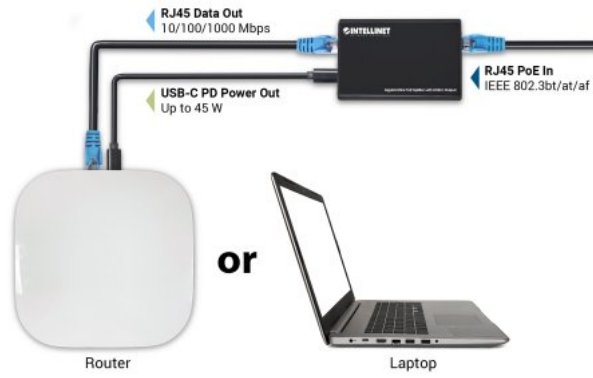 RJ45 Data Out
10/100/1000 Mbps
INTELLINET
RJ45 PoE In
IEEE 802.3bt/at/af
USB-C PD Power Out
Up to 45 W
or
Router
Laptop